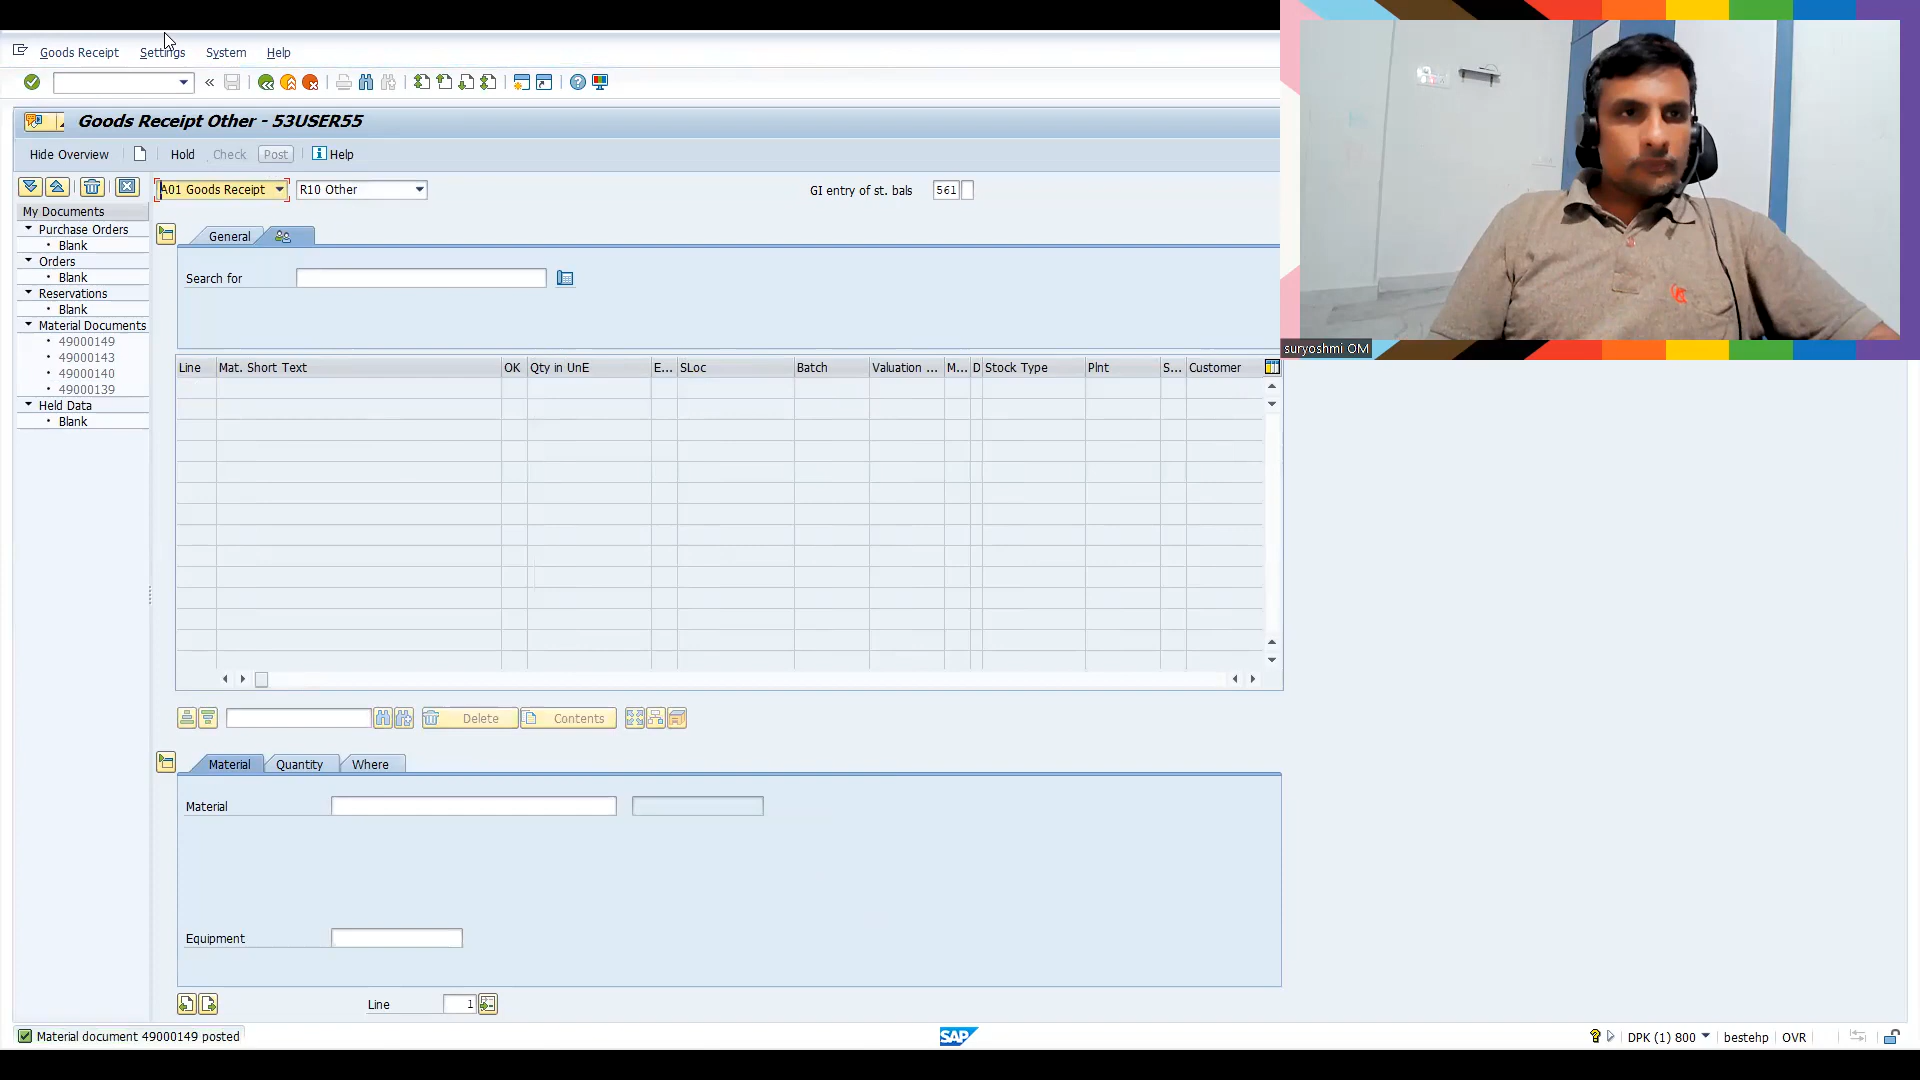 Goods Receipt Settings System Help
Goods Receipt Other - 53USER55
Hide Overview Hold Check Post Help
A01 Goods Receipt R10 Other GI entry of st. bals 561
My Documents
Purchase Orders
Blank
Orders
Blank
Reservations
Blank
Material Documents
49000149
49000143
49000140
49000139
Held Data
Blank
General
Search for
Line Mat. Short Text OK Qty in UnE E... SLoc Batch Valuation ... M... D Stock Type Plnt S... Customer
Delete Contents
Material Quantity Where
Material
Equipment
Line 1
Material document 49000149 posted
SAP
DPK (1) 800 bestehp OVR
suryoshmi OM